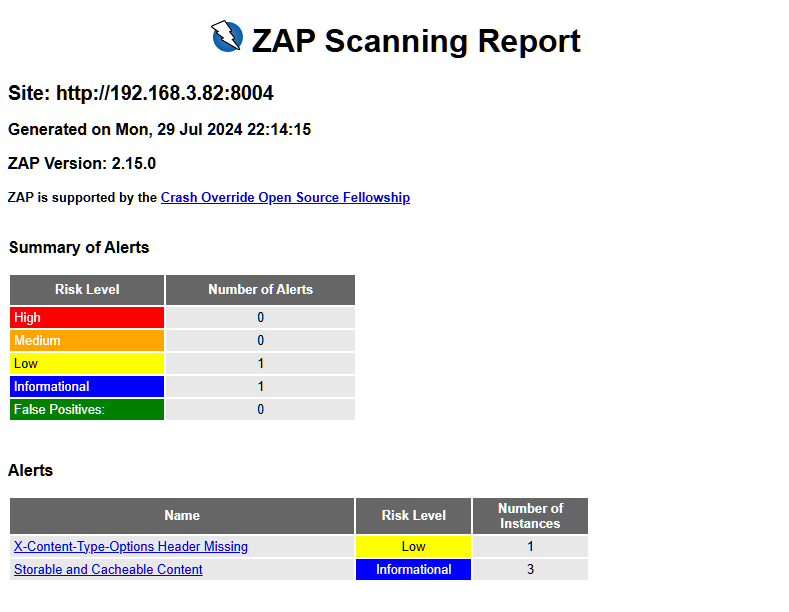 ZAP Scanning Report
Site: http://192.168.3.82:8004
Generated on Mon, 29 Jul 2024 22:14:15
ZAP Version: 2.15.0
ZAP is supported by the Crash Override Open Source Fellowship
Summary of Alerts
Risk Level Number of Alerts
High 0
Medium 0
Low 1
Informational 1
False Positives: 0
Alerts
Name Risk Level Number of Instances
X-Content-Type-Options Header Missing Low 1
Storable and Cacheable Content Informational 3